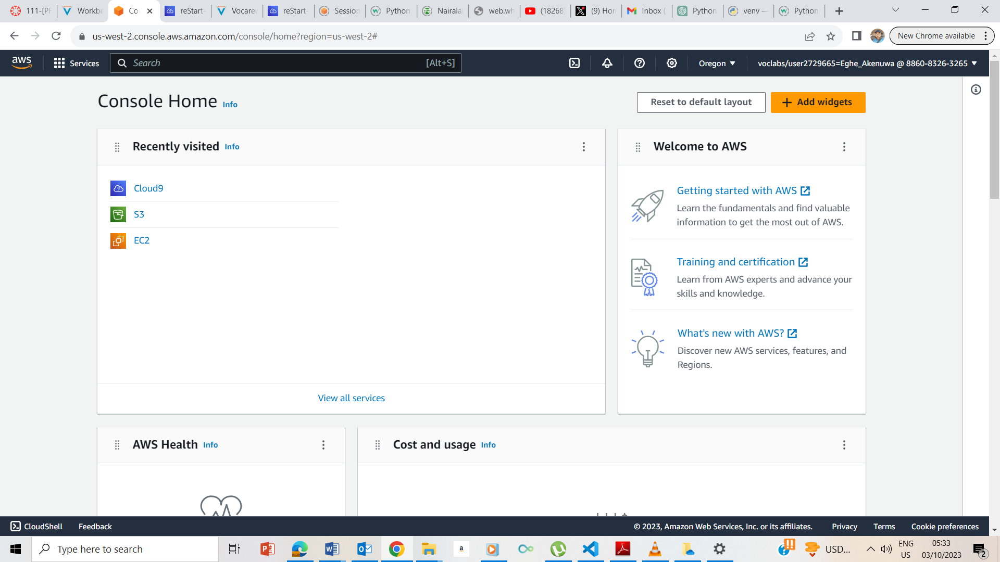 111-[PF
Workbe
Co
reStart-
Vocareu
reStart-
Session
Python
Nairala
web.wh
(18268)
(9) Hom
Inbox (
Python
venv —
Python
us-west-2.console.aws.amazon.com/console/home?region=us-west-2#
New Chrome available
aws
Services
Search
[Alt+S]
Oregon
voclabs/user2729665=Eghe_Akenuwa @ 8860-8326-3265
Console Home Info
Reset to default layout
Add widgets
Recently visited Info
Cloud9
S3
EC2
View all services
Welcome to AWS
Getting started with AWS
Learn the fundamentals and find valuable
information to get the most out of AWS.
Training and certification
Learn from AWS experts and advance your
skills and knowledge.
What's new with AWS?
Discover new AWS services, features, and
Regions.
AWS Health Info
Cost and usage Info
CloudShell
Feedback
© 2023, Amazon Web Services, Inc. or its affiliates.
Privacy
Terms
Cookie preferences
Type here to search
USD...
ENG
US
05:33
03/10/2023
2